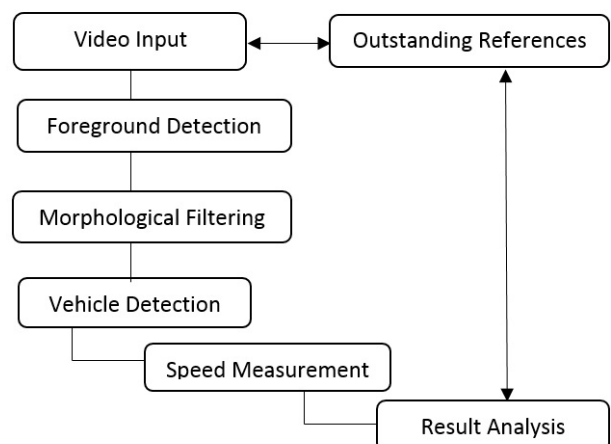 Video Input
Outstanding References
Foreground Detection
Morphological Filtering
Vehicle Detection
Speed Measurement
Result Analysis